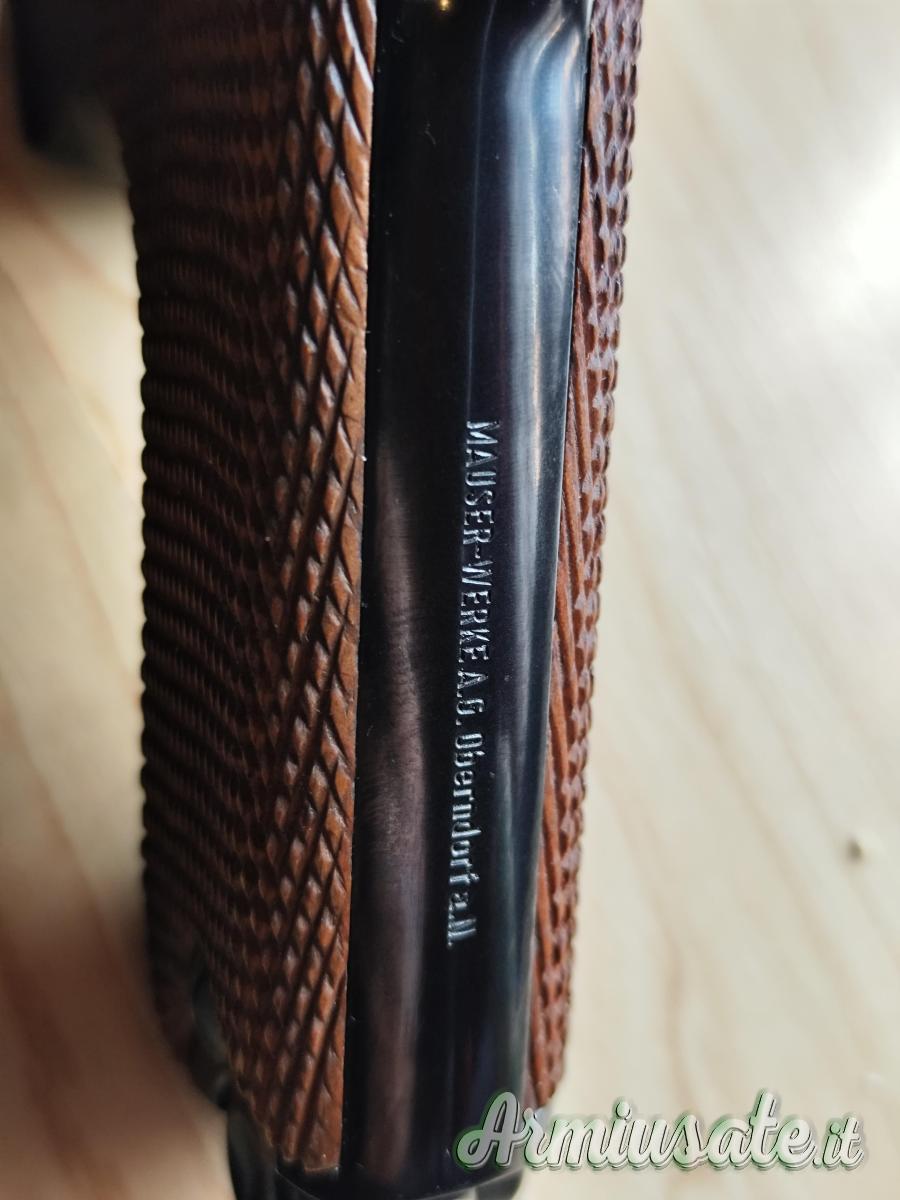 MAUSER-WERKE.A.G. Oberndorf a.N.
Armiusate.it